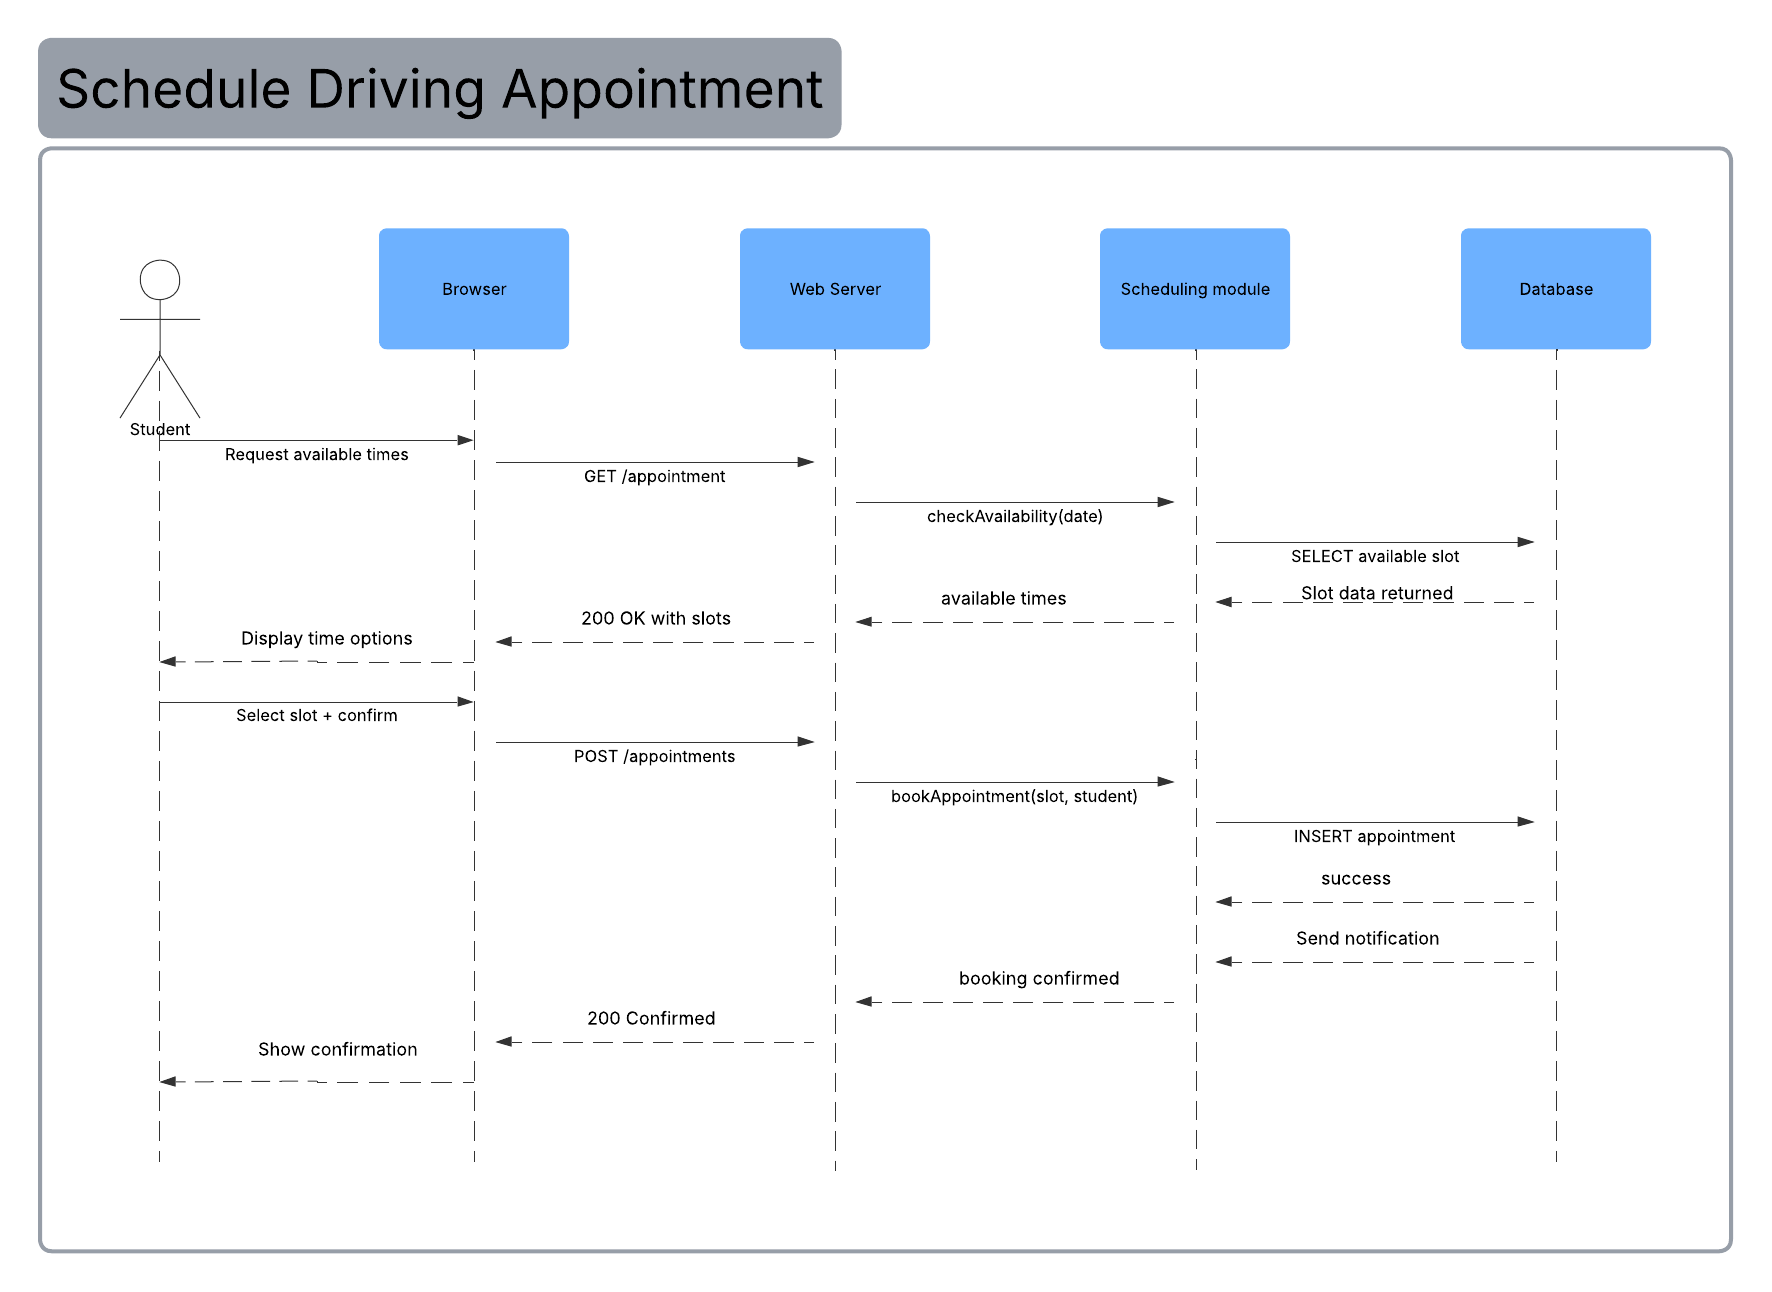 Schedule Driving Appointment
Browser
Web Server
Scheduling module
Database
Student
Request available times
GET /appointment
checkAvailability(date)
SELECT available slot
Slot data returned
available times
200 OK with slots
Display time options
Select slot + confirm
POST /appointments
bookAppointment(slot, student)
INSERT appointment
success
Send notification
booking confirmed
200 Confirmed
Show confirmation